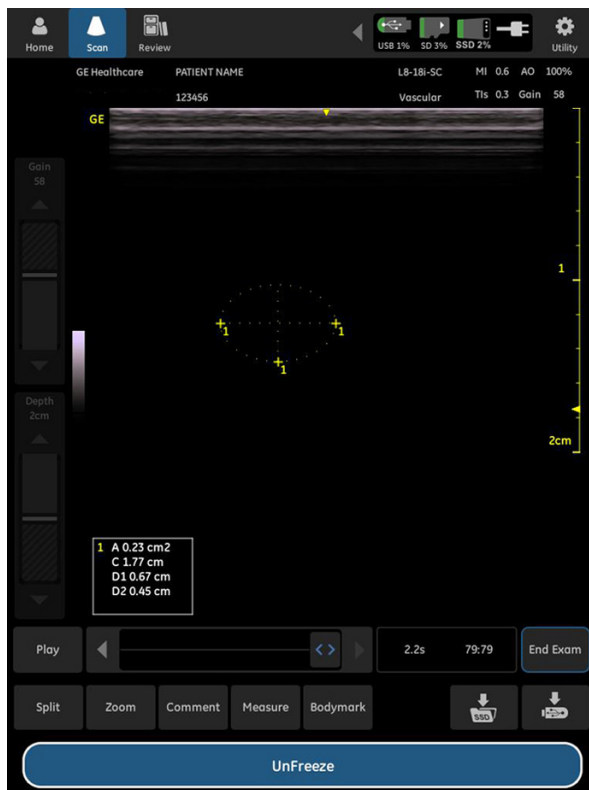 Home Scan Review USB 1% SD 3% SSD 2% Utility
GE Healthcare PATIENT NAME L8-18i-SC MI 0.6 AO 100%
123456 Vascular TIs 0.3 Gain 58
GE
Gain
58
1
1 1
1
Depth
2cm
2cm
1 A 0.23 cm2
C 1.77 cm
D1 0.67 cm
D2 0.45 cm
Play 2.2s 79:79 End Exam
Split Zoom Comment Measure Bodymark SSD
UnFreeze